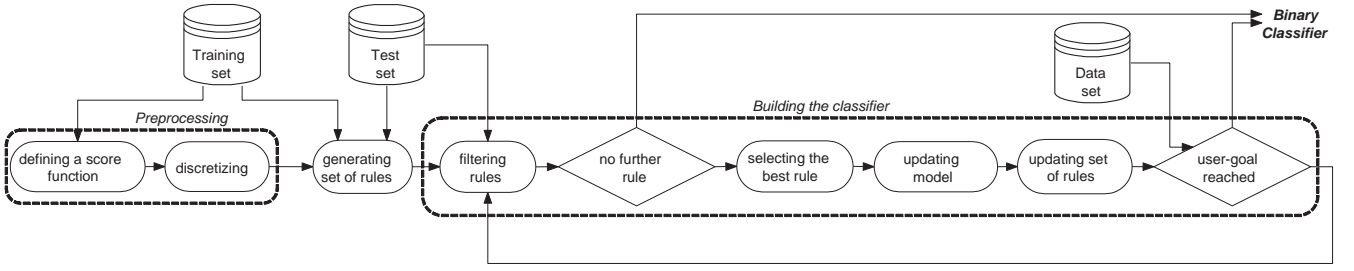 Binary
Classifier
Training
set
Test
set
Data
set
Preprocessing
Building the classifier
defining a score
function
discretizing
generating
set of rules
filtering
rules
no further
rule
selecting the
best rule
updating
model
updating set
of rules
user-goal
reached